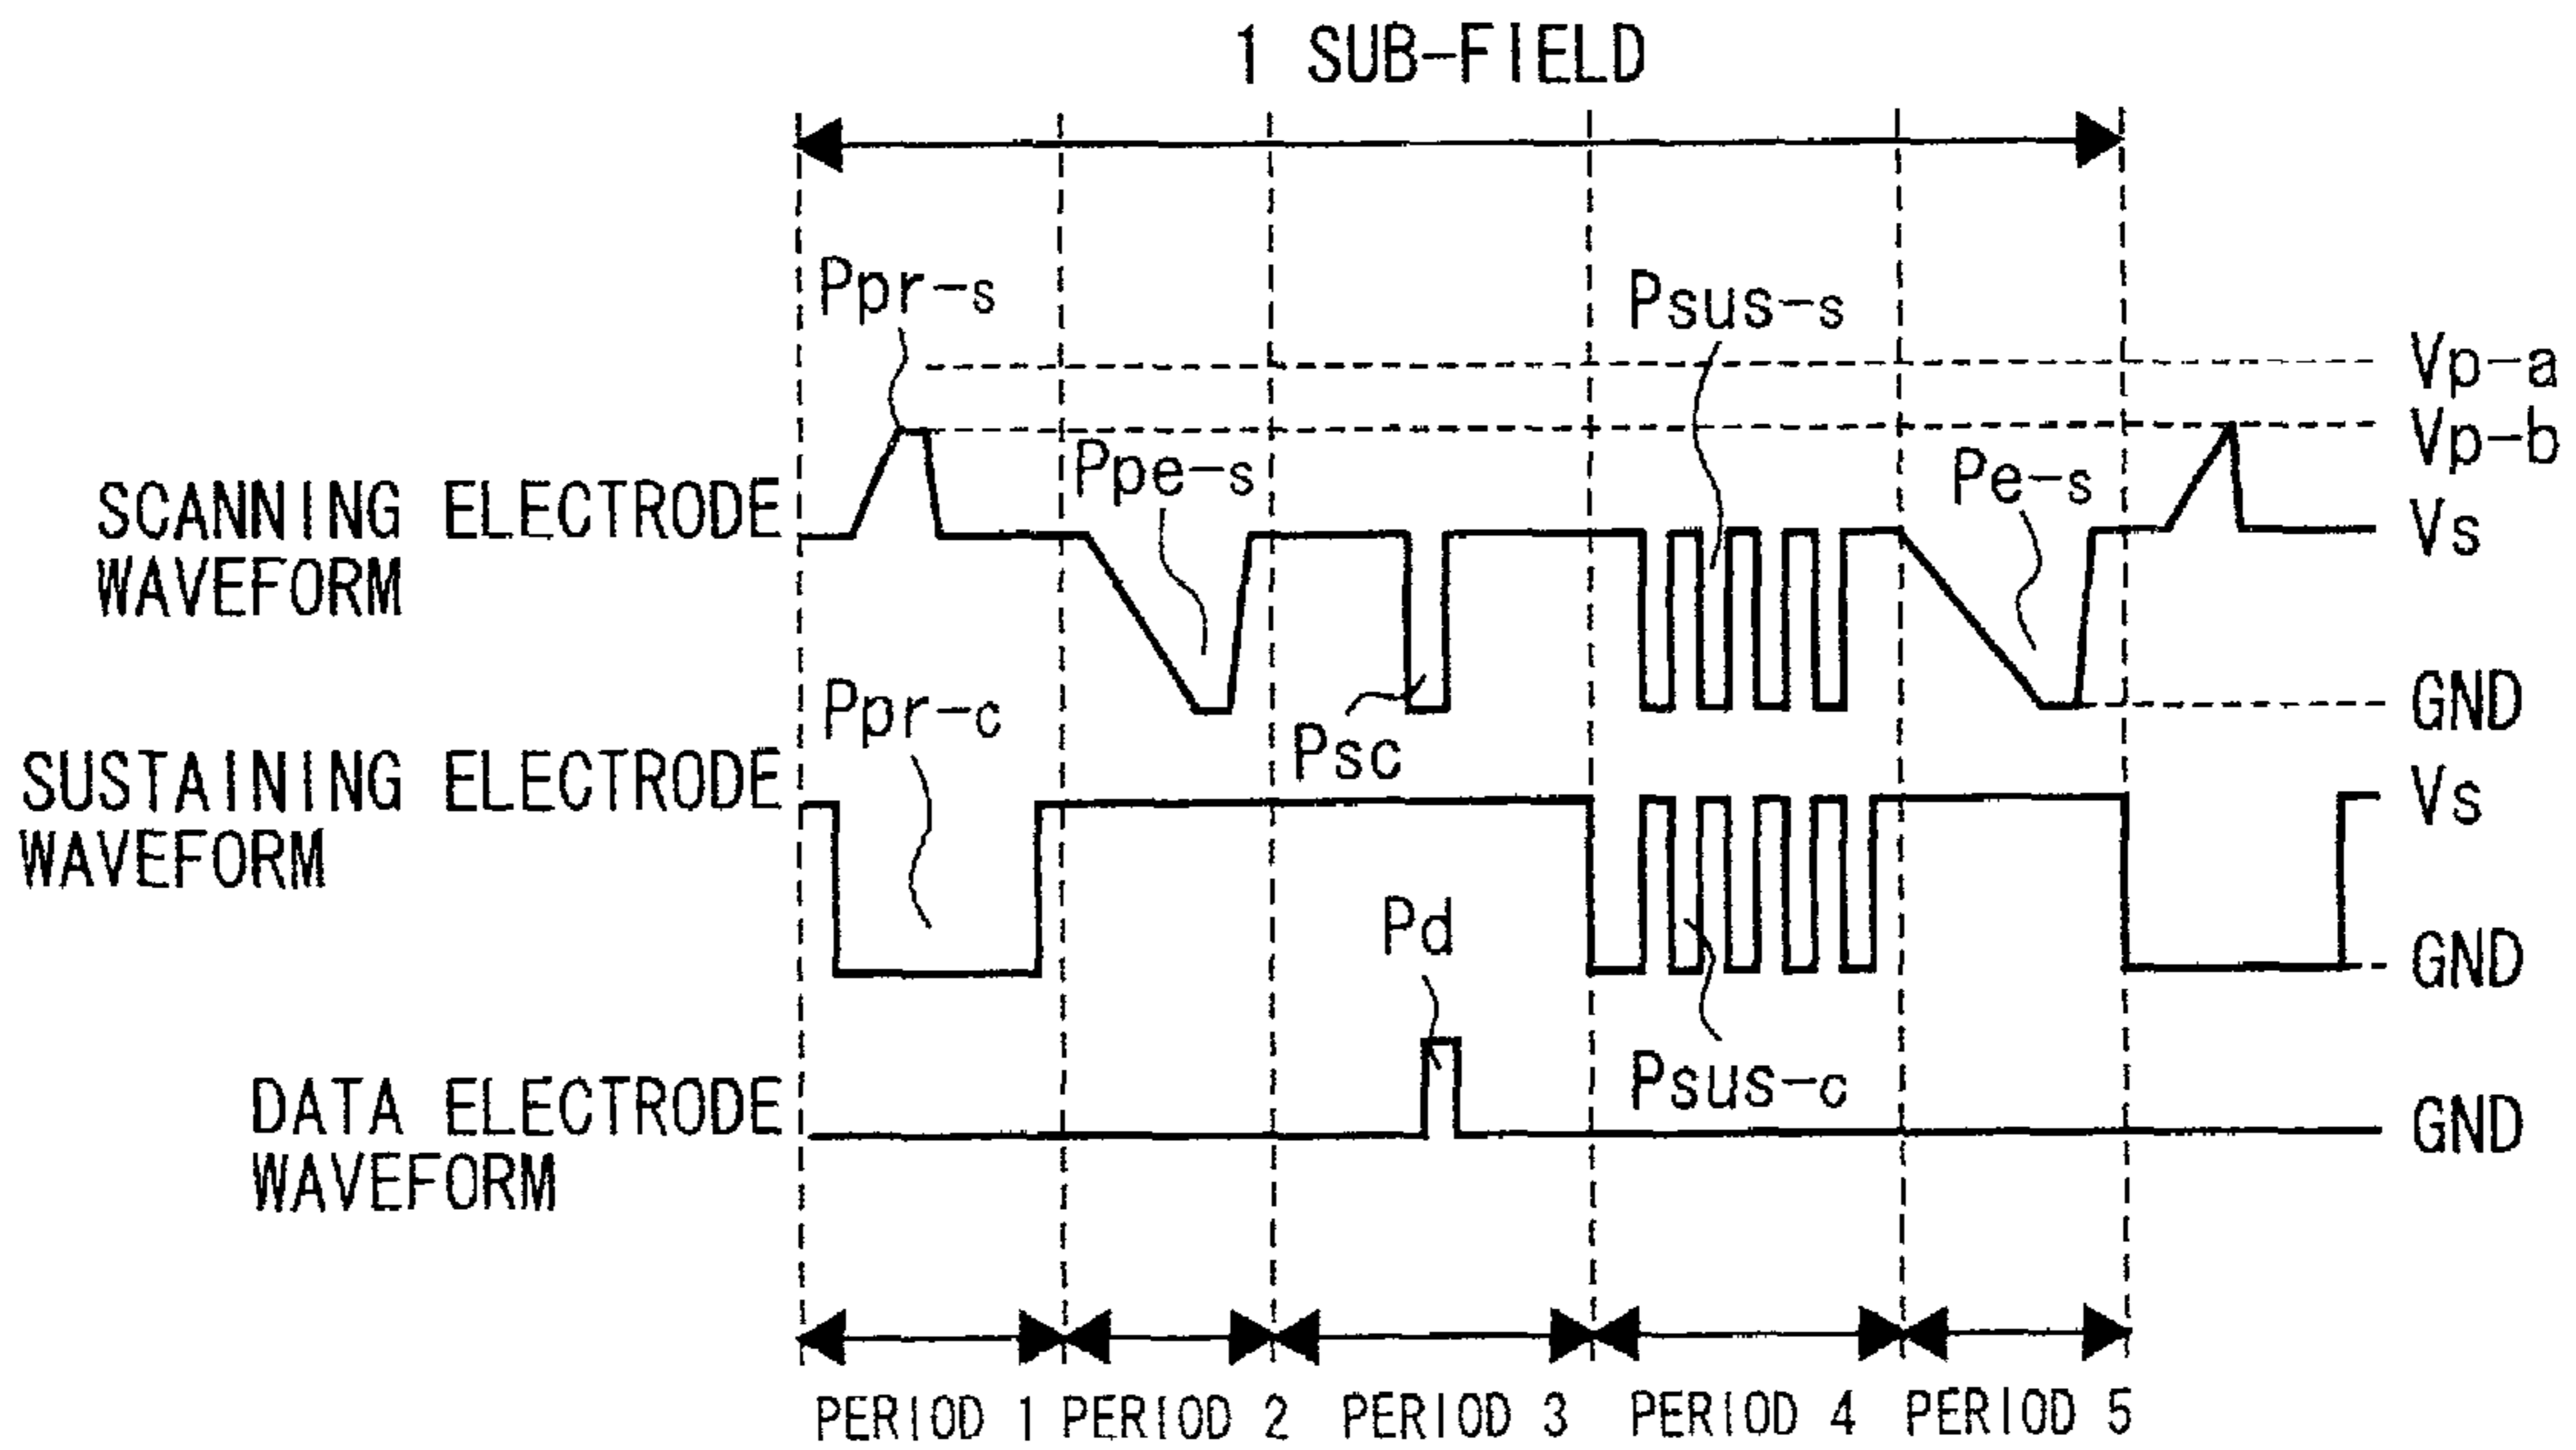 1 SUB-FIELD
Ppr-s
Psus-s
Vp-a
Vp-b
Ppe-s
Pe-s
SCANNING ELECTRODE
WAVEFORM
Vs
Ppr-c
Psc
GND
SUSTAINING ELECTRODE
WAVEFORM
Vs
Pd
GND
Psus-c
DATA ELECTRODE
WAVEFORM
GND
PERIOD 1 PERIOD 2 PERIOD 3 PERIOD 4 PERIOD 5